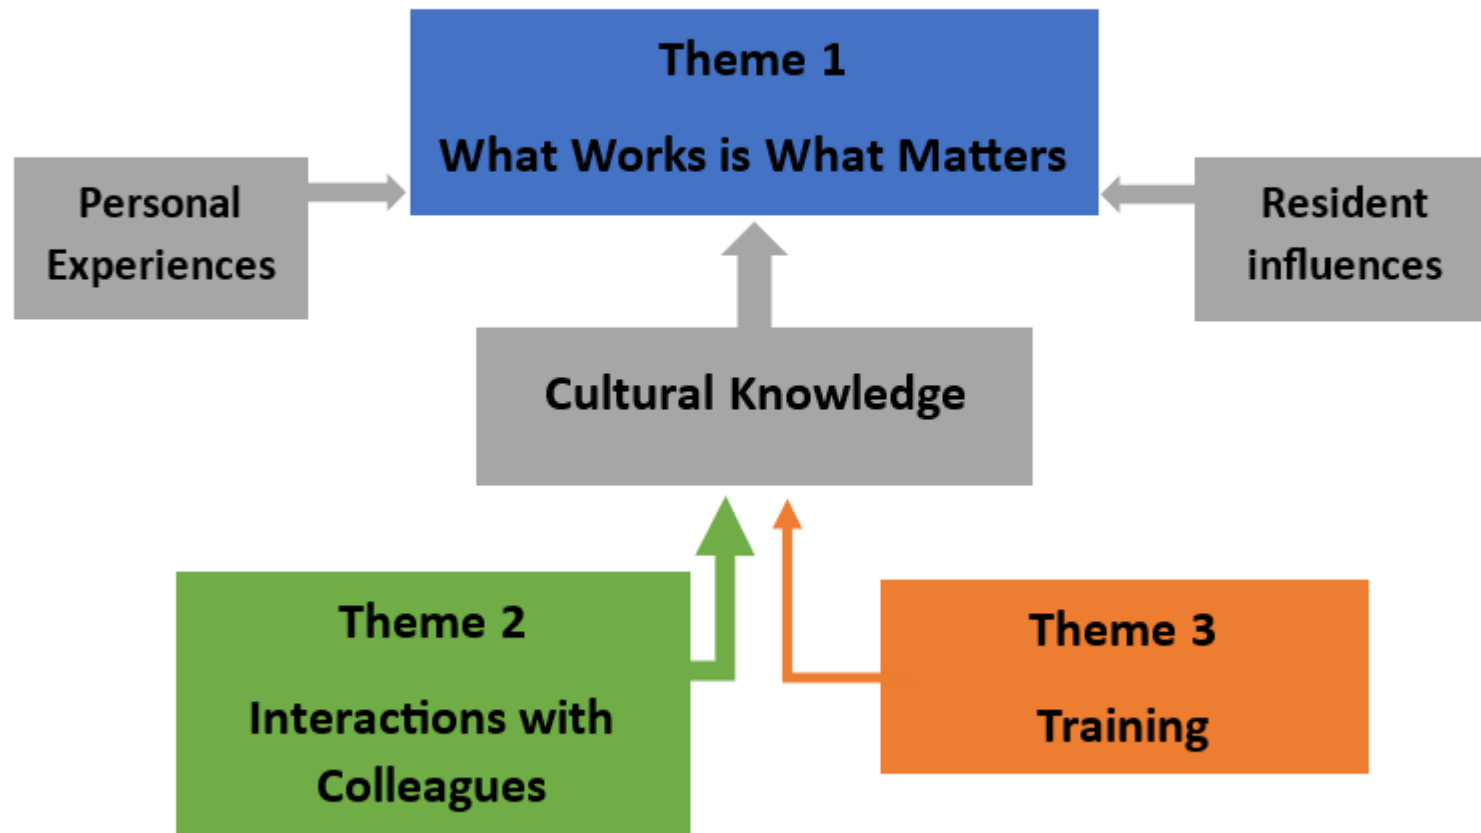 Theme 1
What Works is What Matters
Personal
Experiences
Resident
influences
Cultural Knowledge
Theme 2
Interactions with
Colleagues
Theme 3
Training